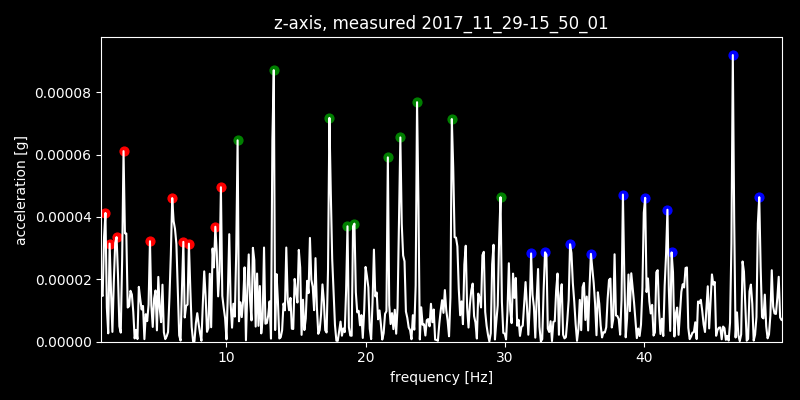 z-axis, measured 2017_11_29-15_50_01
acceleration [g]
0.00008
0.00006
0.00004
0.00002
0.00000
10 20 30 40
frequency [Hz]